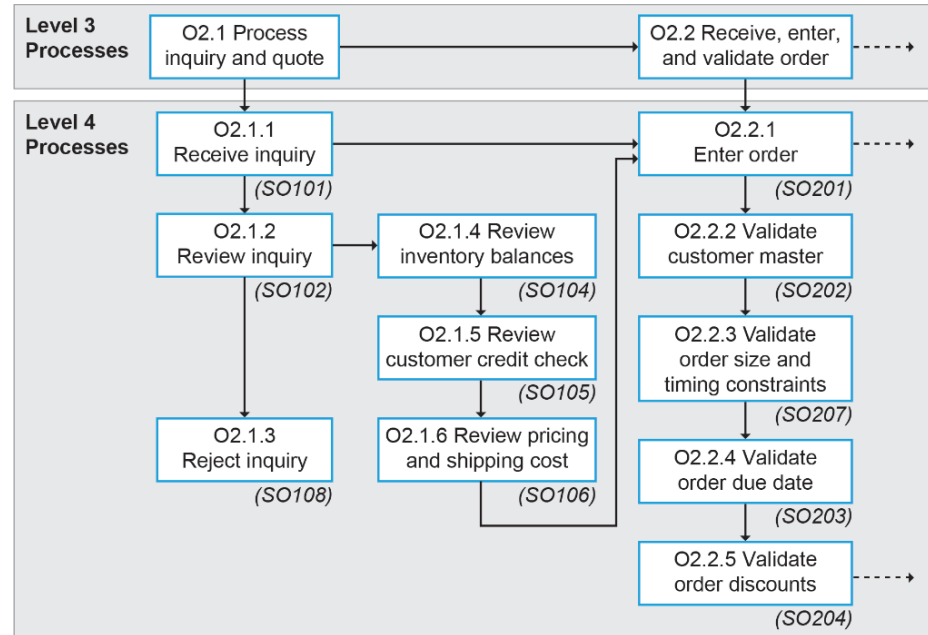 Level 3
Processes
O2.1 Process
inquiry and quote
O2.2 Receive, enter,
and validate order
Level 4
Processes
O2.1.1
Receive inquiry
(SO101)
O2.2.1
Enter order
(SO201)
O2.1.2
Review inquiry
(SO102)
O2.1.4 Review
inventory balances
(SO104)
O2.2.2 Validate
customer master
(SO202)
O2.1.5 Review
customer credit check
(SO105)
O2.2.3 Validate
order size and
timing constraints
(SO207)
O2.1.3
Reject inquiry
(SO108)
O2.1.6 Review pricing
and shipping cost
(SO106)
O2.2.4 Validate
order due date
(SO203)
O2.2.5 Validate
order discounts
(SO204)